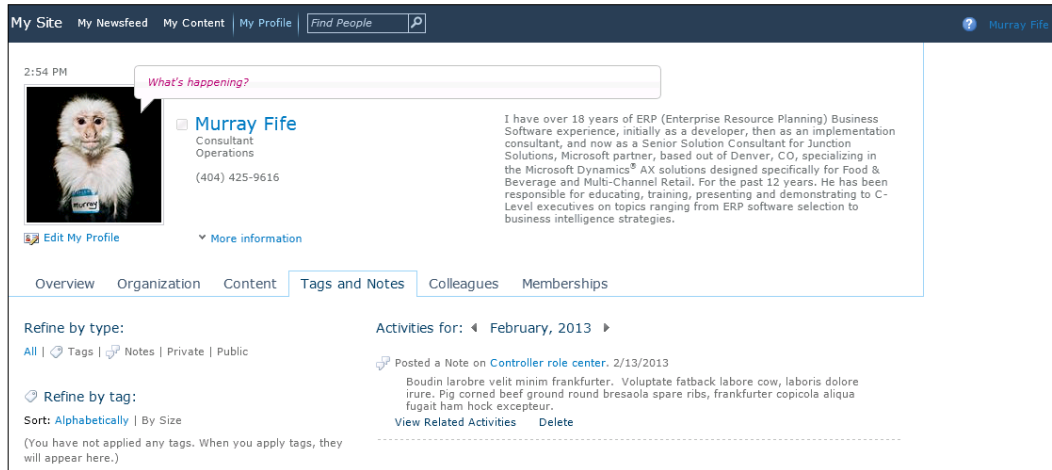 My Site My Newsfeed My Content My Profile Find People Murray Fife
2:54 PM
What's happening?
Murray Fife
Consultant
Operations
(404) 425-9616
murray
Edit My Profile
More information
I have over 18 years of ERP (Enterprise Resource Planning) Business
Software experience, initially as a developer, then as an implementation
consultant, and now as a Senior Solution Consultant for Junction
Solutions, Microsoft partner, based out of Denver, CO, specializing in
the Microsoft Dynamics® AX solutions designed specifically for Food &
Beverage and Multi-Channel Retail. For the past 12 years. He has been
responsible for educating, training, presenting and demonstrating to C-
Level executives on topics ranging from ERP software selection to
business intelligence strategies.
Overview Organization Content Tags and Notes Colleagues Memberships
Refine by type:
All | Tags | Notes | Private | Public
Refine by tag:
Sort: Alphabetically | By Size
(You have not applied any tags. When you apply tags, they
will appear here.)
Activities for: February, 2013
Posted a Note on Controller role center. 2/13/2013
Boudin larobre velit minim frankfurter. Voluptate fatback labore cow, laboris dolore
irure. Pig corned beef ground round bresaola spare ribs, frankfurter copicola aliqua
fugait ham hock excepteur.
View Related Activities Delete